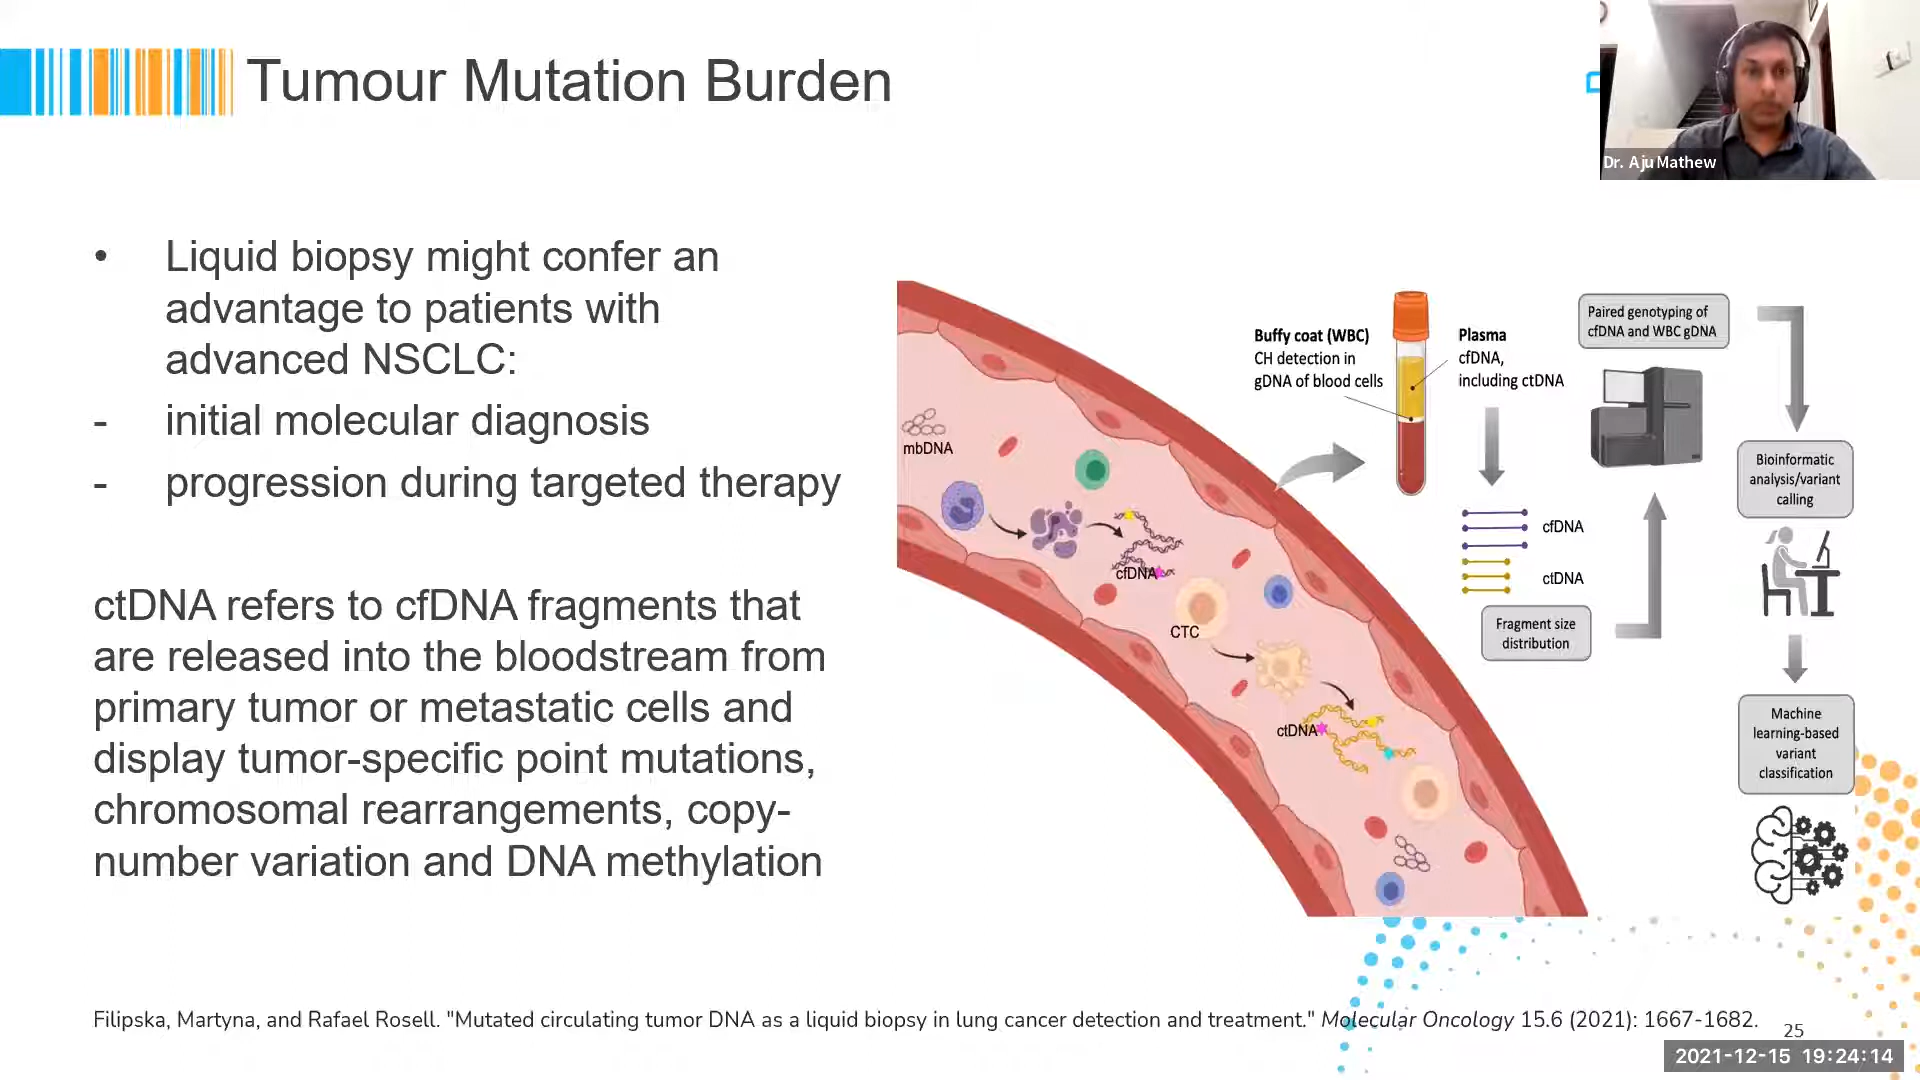 Tumour Mutation Burden
Dr. Aju Mathew
• Liquid biopsy might confer an
advantage to patients with
advanced NSCLC:
- initial molecular diagnosis
- progression during targeted therapy
ctDNA refers to cfDNA fragments that
are released into the bloodstream from
primary tumor or metastatic cells and
display tumor-specific point mutations,
chromosomal rearrangements, copy-
number variation and DNA methylation
mbDNA
cfDNA
CTC
ctDNA
Buffy coat (WBC)
CH detection in
gDNA of blood cells
Plasma
cfDNA,
including ctDNA
cfDNA
ctDNA
Fragment size
distribution
Paired genotyping of
cfDNA and WBC gDNA
Bioinformatic
analysis/variant
calling
Machine
learning-based
variant
classification
Filipska, Martyna, and Rafael Rosell. "Mutated circulating tumor DNA as a liquid biopsy in lung cancer detection and treatment." Molecular Oncology 15.6 (2021): 1667-1682.
25
2021-12-15 19:24:14